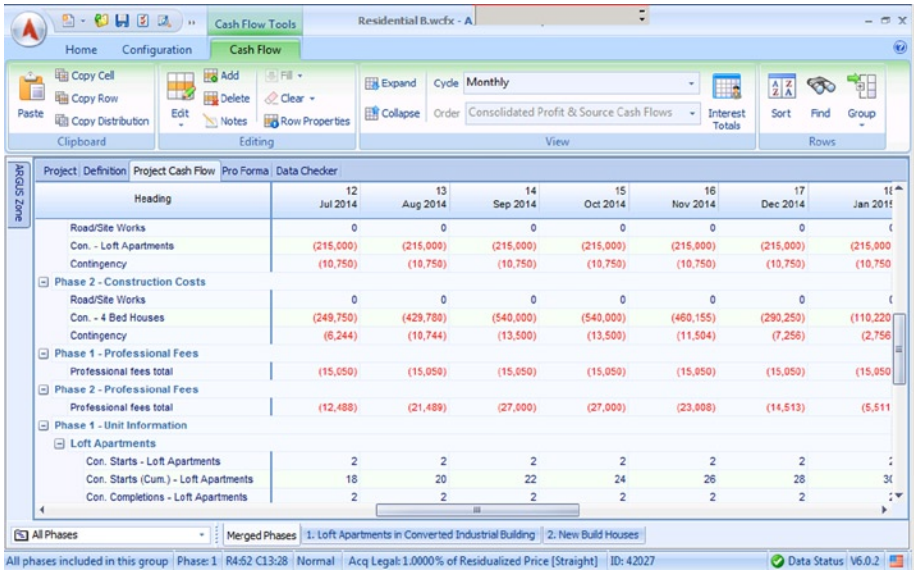 Cash Flow Tools
Residential B.wcfx - A
Home Configuration Cash Flow
Paste
Copy Cell
Copy Row
Copy Distribution
Clipboard
Edit
Add
Delete
Notes
Fill
Clear
Row Properties
Editing
Expand
Collapse
Cycle Monthly
Order Consolidated Profit & Source Cash Flows
Interest Totals
View
Sort
Find
Group
Rows
ARGUS Zone
Project Definition Project Cash Flow Pro Forma Data Checker
Heading 12 13 14 15 16 17
Jul 2014 Aug 2014 Sep 2014 Oct 2014 Nov 2014 Dec 2014 Jan 2015
Road/Site Works 0 0 0 0 0 0
Con. - Loft Apartments (215,000) (215,000) (215,000) (215,000) (215,000) (215,000) (215,000
Contingency (10,750) (10,750) (10,750) (10,750) (10,750) (10,750) (10,750
Phase 2 - Construction Costs
Road/Site Works 0 0 0 0 0 0
Con. - 4 Bed Houses (249,750) (429,780) (540,000) (540,000) (460,155) (290,250) (110,220
Contingency (6,244) (10,744) (13,500) (13,500) (11,504) (7,256) (2,756
Phase 1 - Professional Fees
Professional fees total (15,050) (15,050) (15,050) (15,050) (15,050) (15,050) (15,050
Phase 2 - Professional Fees
Professional fees total (12,488) (21,489) (27,000) (27,000) (23,008) (14,513) (5,511
Phase 1 - Unit Information
Loft Apartments
Con. Starts - Loft Apartments 2 2 2 2 2 2
Con. Starts (Cum.) - Loft Apartments 18 20 22 24 26 28
Con. Completions - Loft Apartments 2 2 2 2 2 2
All Phases Merged Phases 1. Loft Apartments in Converted Industrial Building 2. New Build Houses
All phases included in this group Phase: 1 R4:62 C13:28 Normal Acq Legal: 1.0000% of Residualized Price [Straight] ID: 42027 Data Status V6.0.2